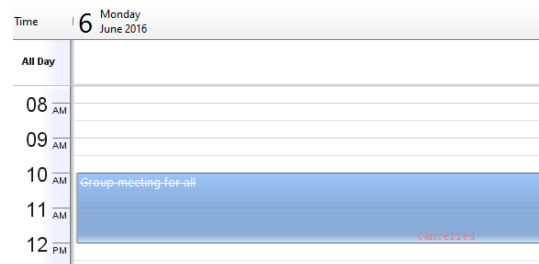 Time
6 Monday
June 2016
All Day
08 AM
09 AM
10 AM
Group meeting for all
11 AM
Cancelled
12 PM